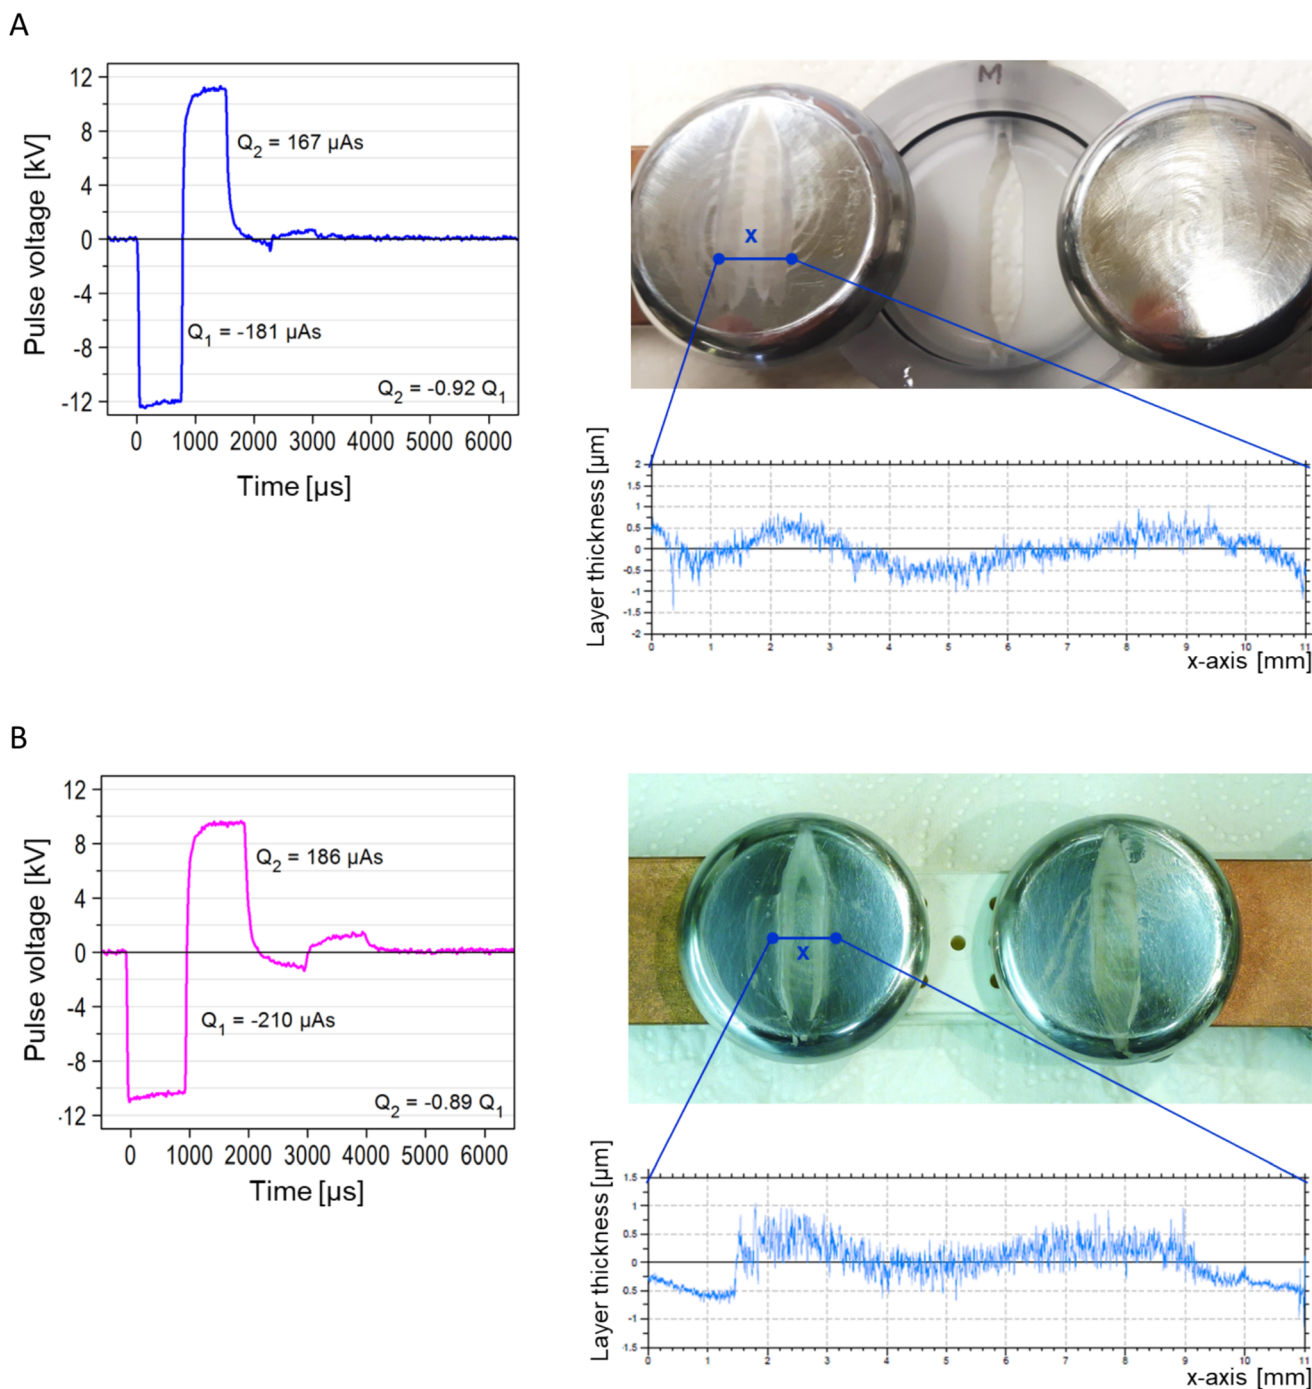 A
Pulse voltage [kV]
12
8
4
0
-4
-8
-12
Q2 = 167 µAs
Q1 = -181 µAs
Q2 = -0.92 Q1
0 1000 2000 3000 4000 5000 6000
Time [µs]
M
x
Layer thickness [µm]
2
1.5
1
0.5
0
-0.5
-1
-1.5
-2
0 1 2 3 4 5 6 7 8 9 10 11
x-axis [mm]
B
Pulse voltage [kV]
12
8
4
0
-4
-8
-12
Q2 = 186 µAs
Q1 = -210 µAs
Q2 = -0.89 Q1
0 1000 2000 3000 4000 5000 6000
Time [µs]
x
Layer thickness [µm]
1.5
1
0.5
0
0.5
-1
1.5
0 1 2 3 4 5 6 7 8 9 10 11
x-axis [mm]